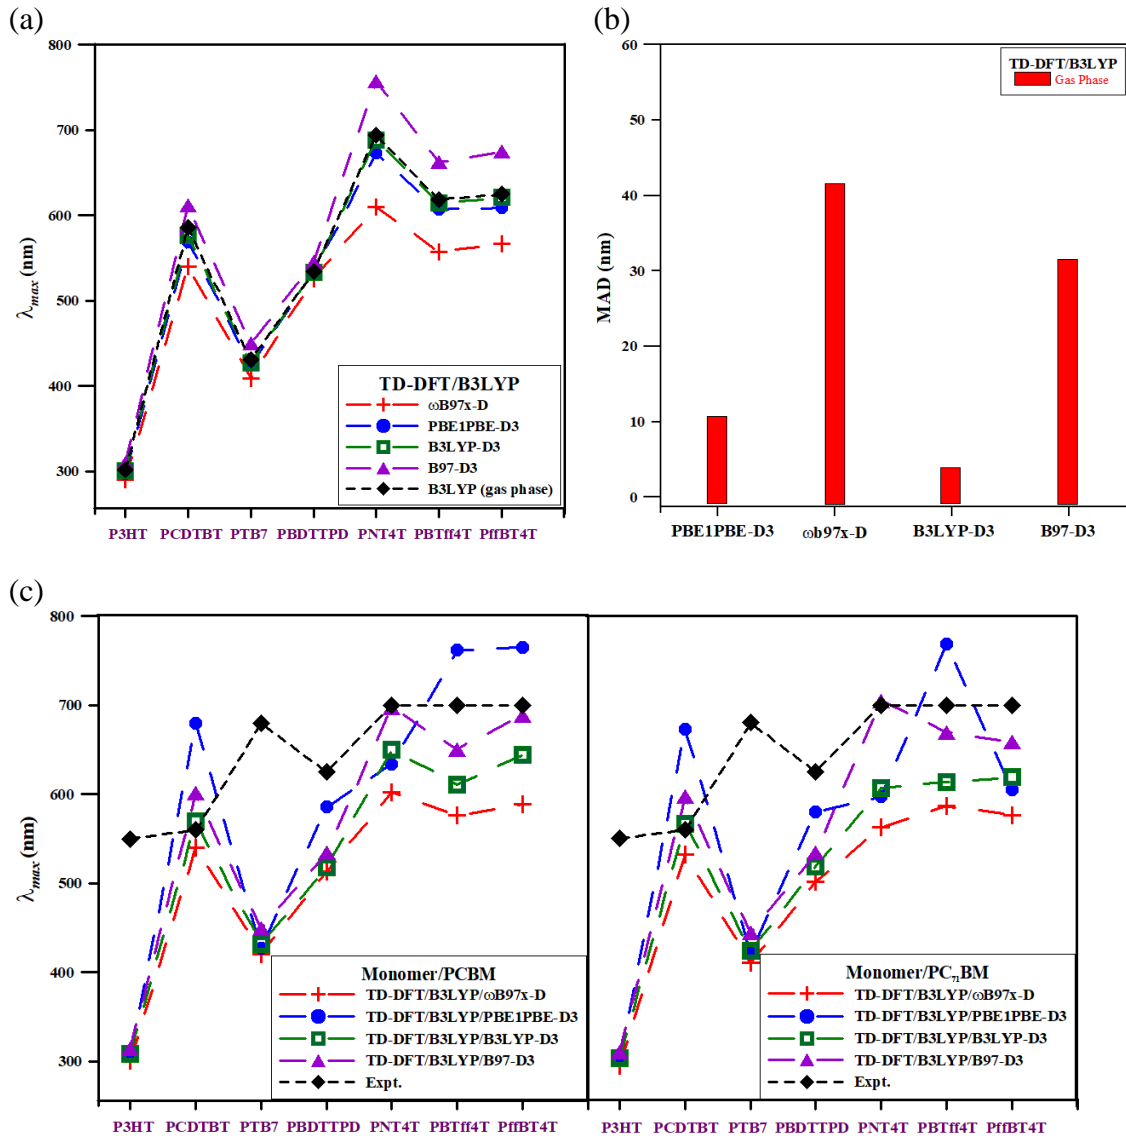 (a)
800
700
600
500
400
300
λmax (nm)
TD-DFT/B3LYP
ωB97x-D
PBE1PBE-D3
B3LYP-D3
B97-D3
B3LYP (gas phase)
P3HT PCDTBT PTB7 PBDTTPD PNT4T PBTff4T PffBT4T
(b)
60
50
40
30
20
10
0
MAD (nm)
TD-DFT/B3LYP
Gas Phase
PBE1PBE-D3 ωb97x-D B3LYP-D3 B97-D3
(c)
800
700
600
500
400
300
λmax (nm)
Monomer/PCBM
TD-DFT/B3LYP/ωB97x-D
TD-DFT/B3LYP/PBE1PBE-D3
TD-DFT/B3LYP/B3LYP-D3
TD-DFT/B3LYP/B97-D3
Expt.
P3HT PCDTBT PTB7 PBDTTPD PNT4T PBTff4T PffBT4T
Monomer/PC71BM
TD-DFT/B3LYP/ωB97x-D
TD-DFT/B3LYP/PBE1PBE-D3
TD-DFT/B3LYP/B3LYP-D3
TD-DFT/B3LYP/B97-D3
Expt.
P3HT PCDTBT PTB7 PBDTTPD PNT4T PBTff4T PffBT4T